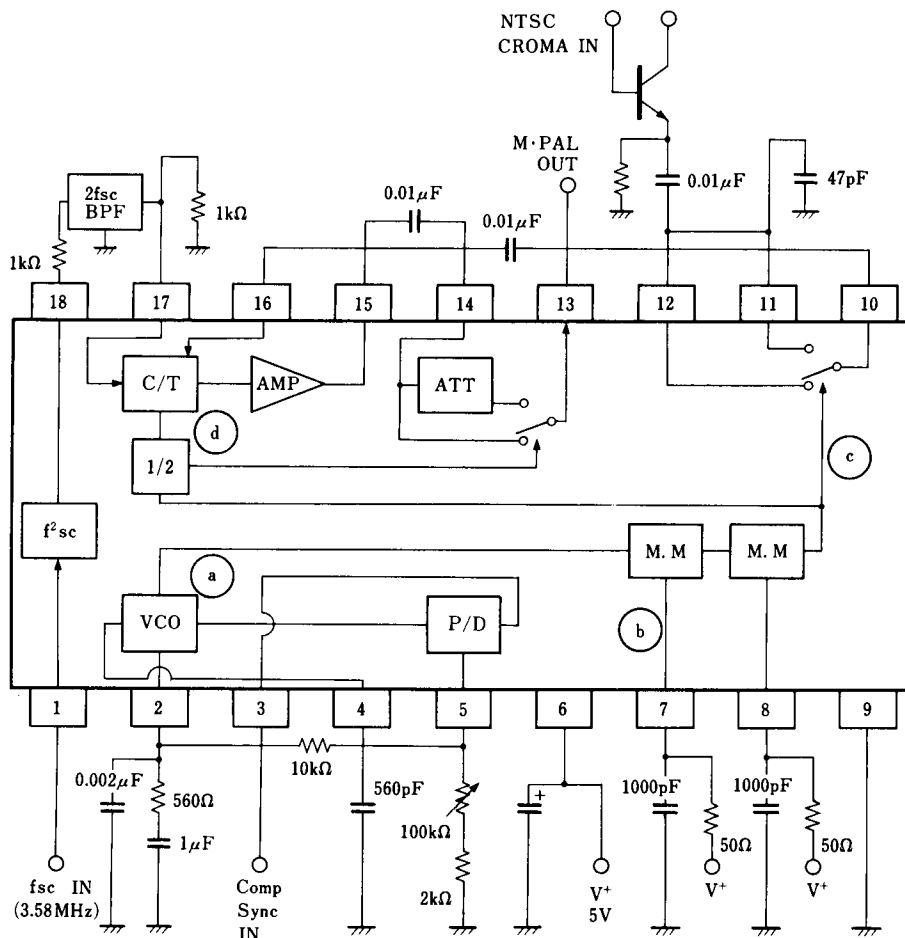 NTSC
CROMA IN
M·PAL
OUT
0.01μF
47pF
2fsc
BPF
1kΩ
0.01μF
0.01μF
1kΩ
18
17
16
15
14
13
12
11
10
C/T
AMP
ATT
d
1/2
c
f²sc
M.M
M.M
a
VCO
P/D
b
1
2
3
4
5
6
7
8
9
0.002μF
560Ω
1μF
10kΩ
560pF
100kΩ
2kΩ
+
1000pF
50Ω
1000pF
50Ω
fsc IN
(3.58MHz)
Comp
Sync
IN
V⁺
5V
V⁺
V⁺